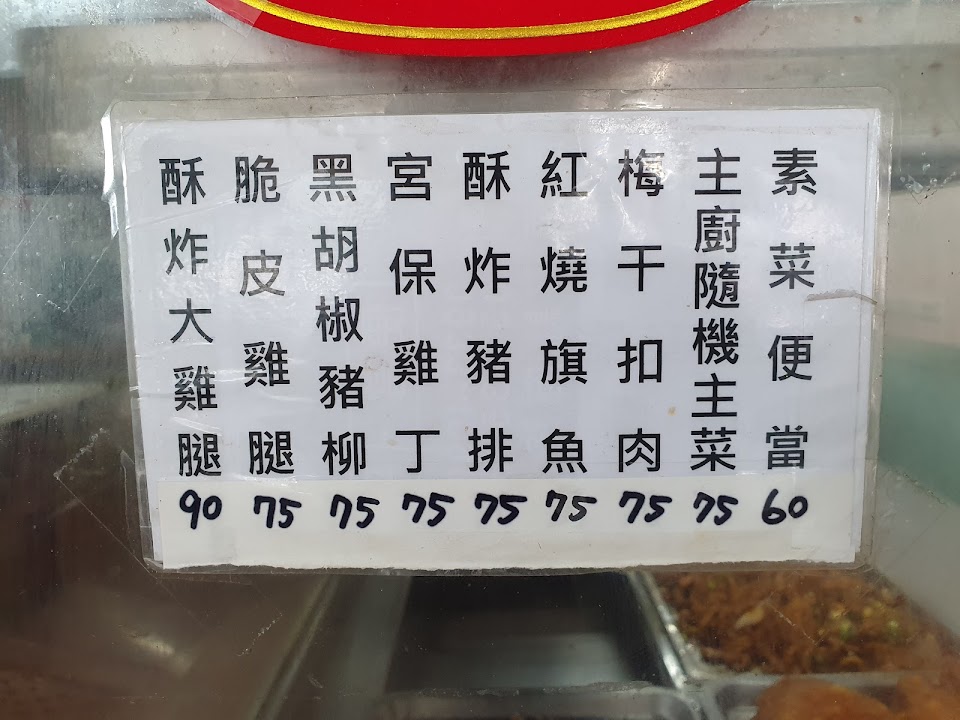 素菜便當 60
主廚隨機主菜 75
梅干扣肉 75
紅燒旗魚 75
酥炸豬排 75
宮保雞丁 75
黑胡椒豬柳 75
脆皮雞腿 75
酥炸大雞腿 90